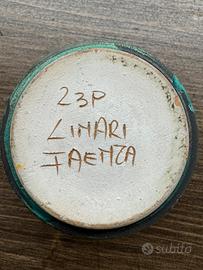 23P
LINARI
FAENZA
subito